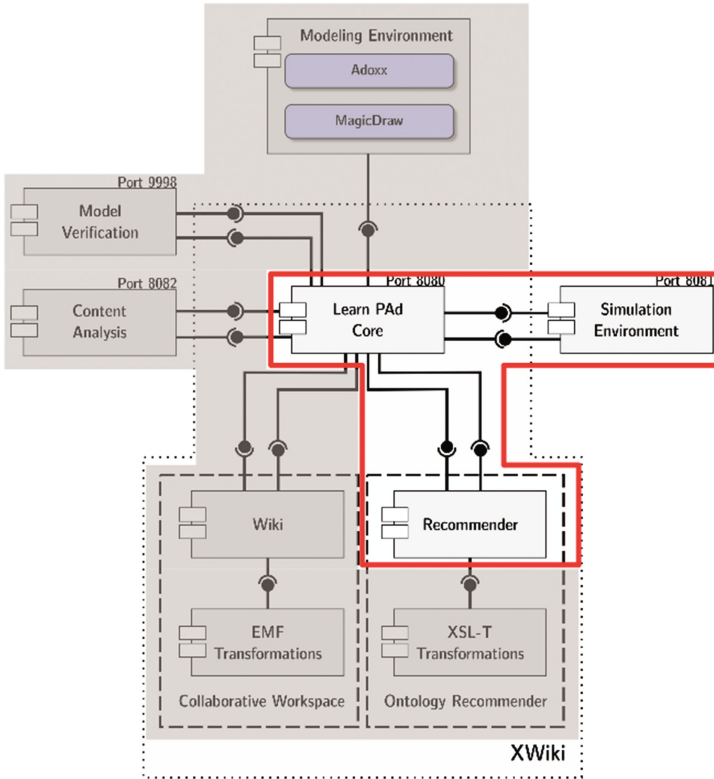 Modeling Environment
Adoxx
MagicDraw
Port 9998
Model
Verification
Port 8082
Content
Analysis
Port 8080
Learn PAd
Core
Port 8081
Simulation
Environment
Wiki
Recommender
EMF
Transformations
XSL-T
Transformations
Collaborative Workspace
Ontology Recommender
XWiki